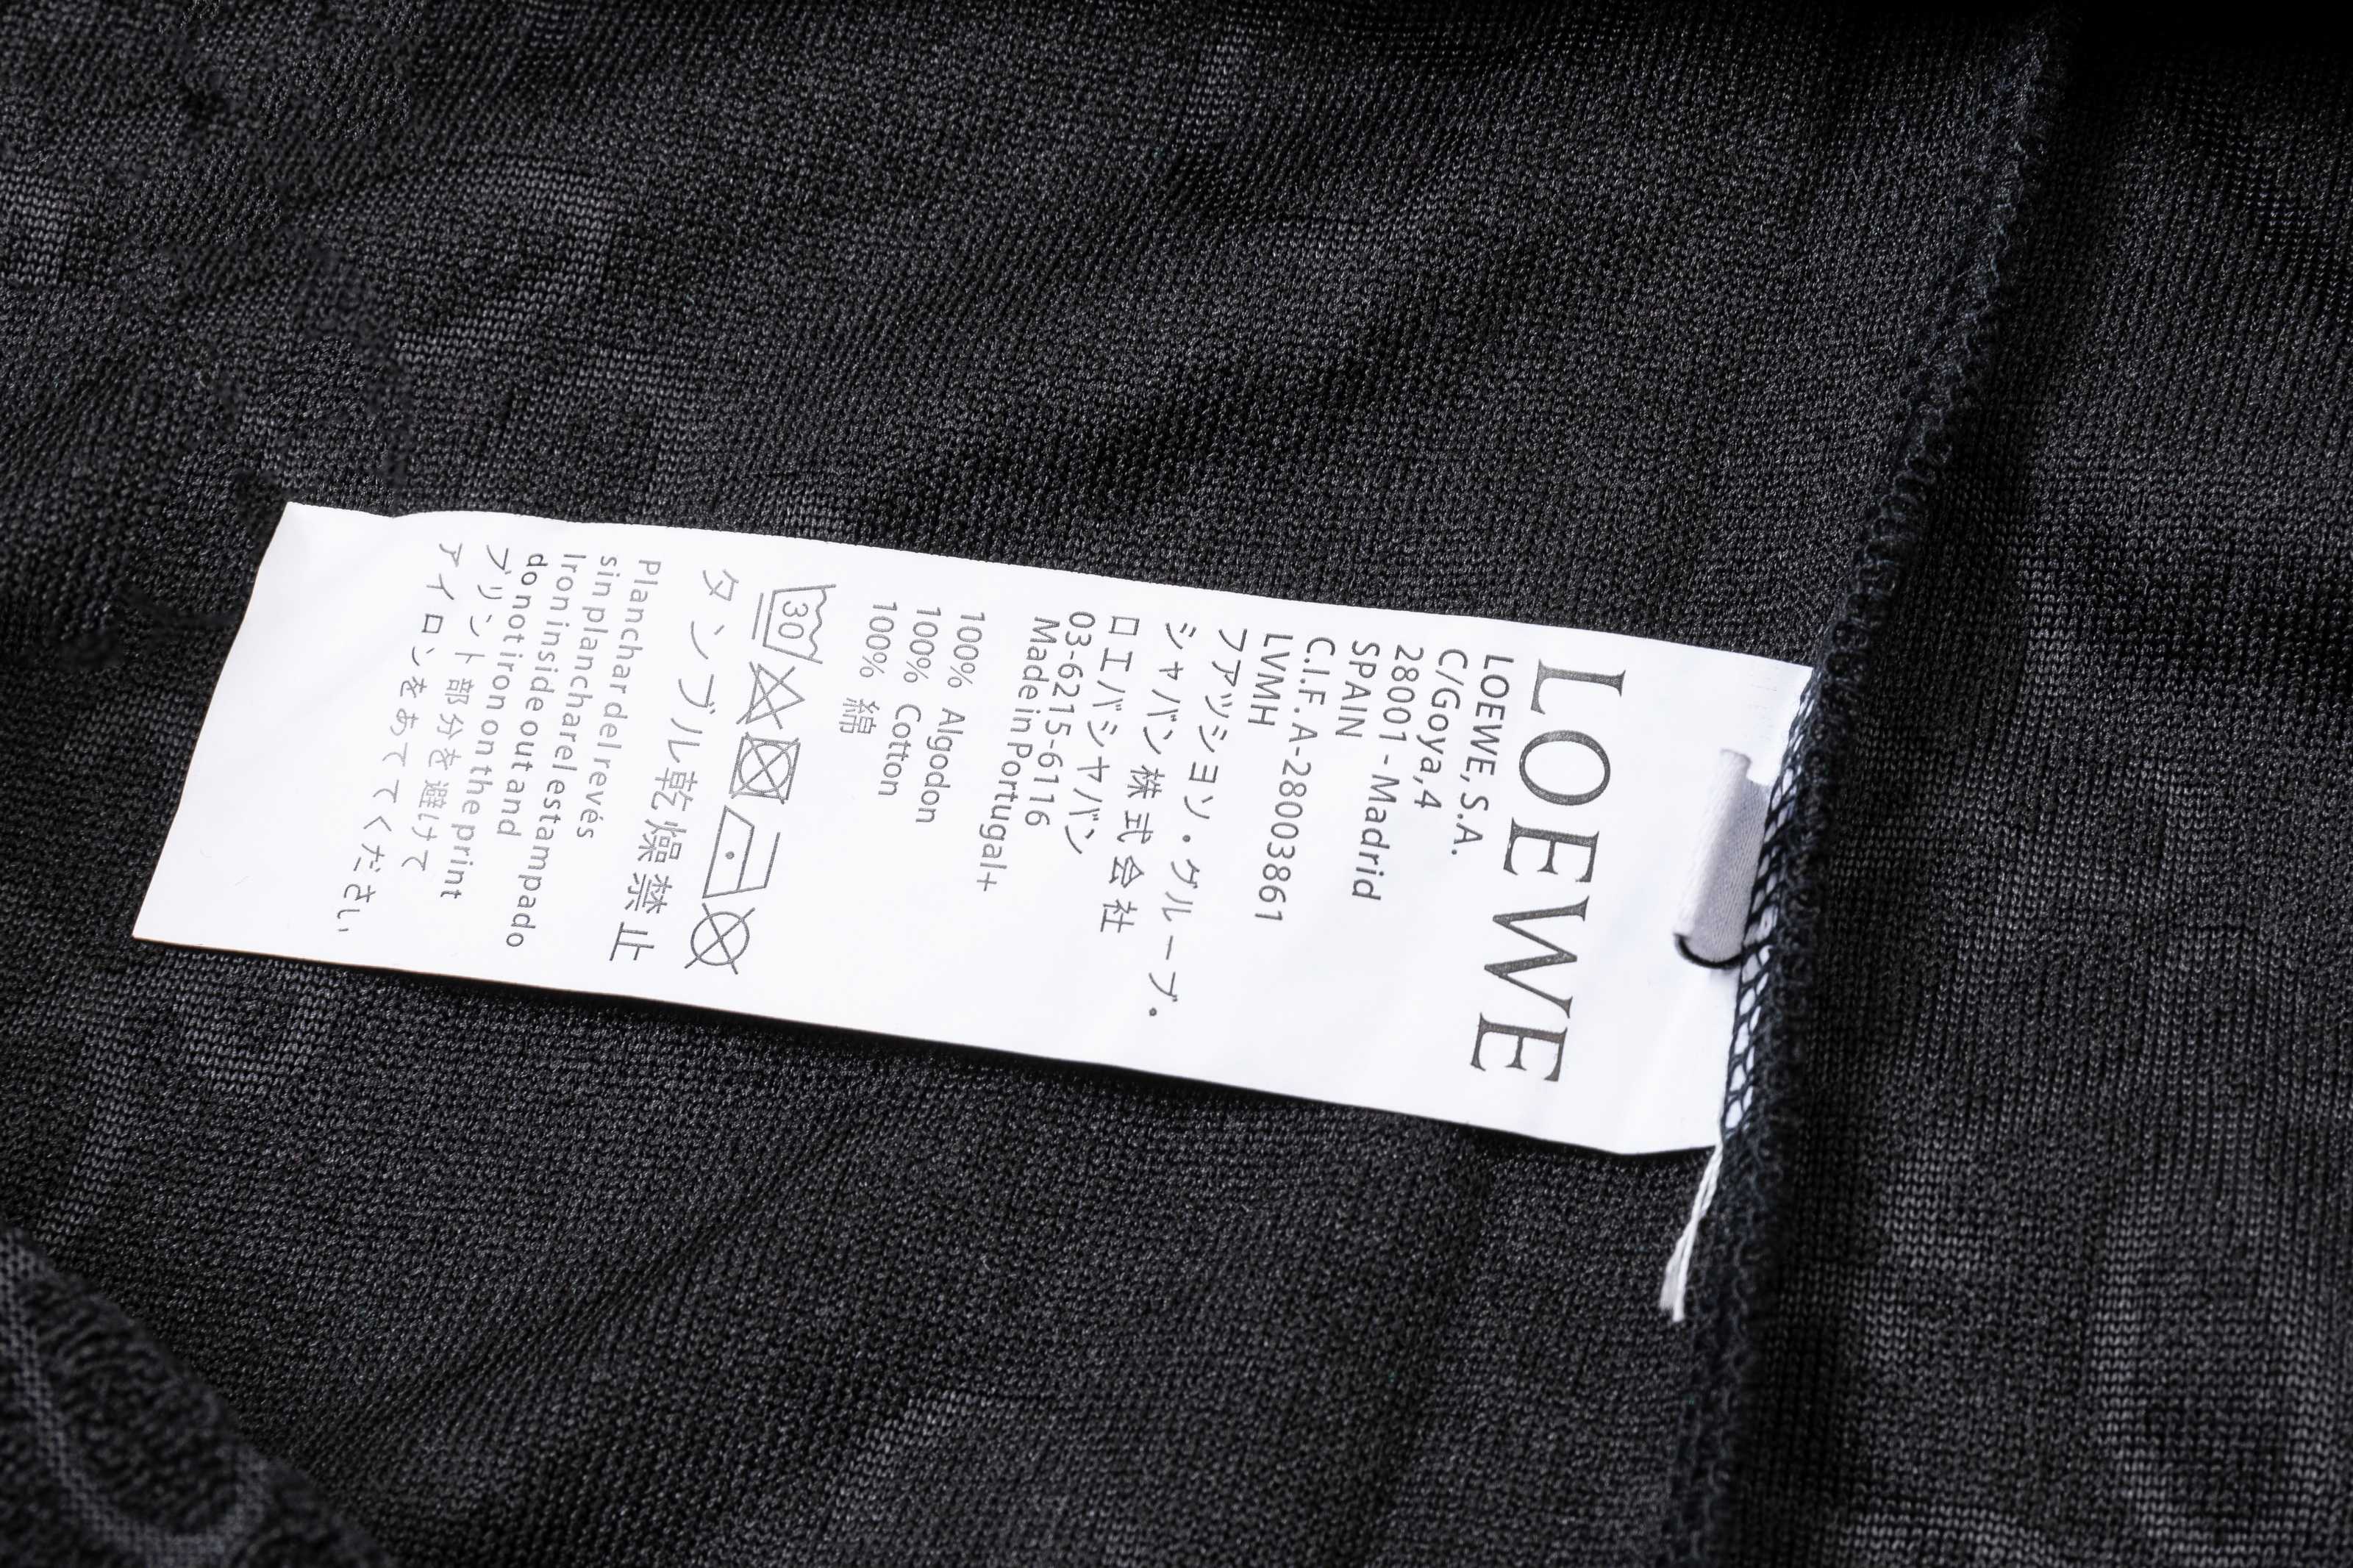 LOEWE
LOEWE, S.A.
C/Goya,4
28001 - Madrid
SPAIN
C.I.F. A-28003861
LVMH
ファッション・グループ・
ジャパン株式会社
ロエバジャパン
03-6215-6116
Made in Portugal+
100% Algodon
100% Cotton
100% 綿
30
タンブル乾燥禁止
Planchar del revés
sin planchar el estampado
Iron inside out and
do not iron on the print
プリント部分を避けて
アイロンをあててください